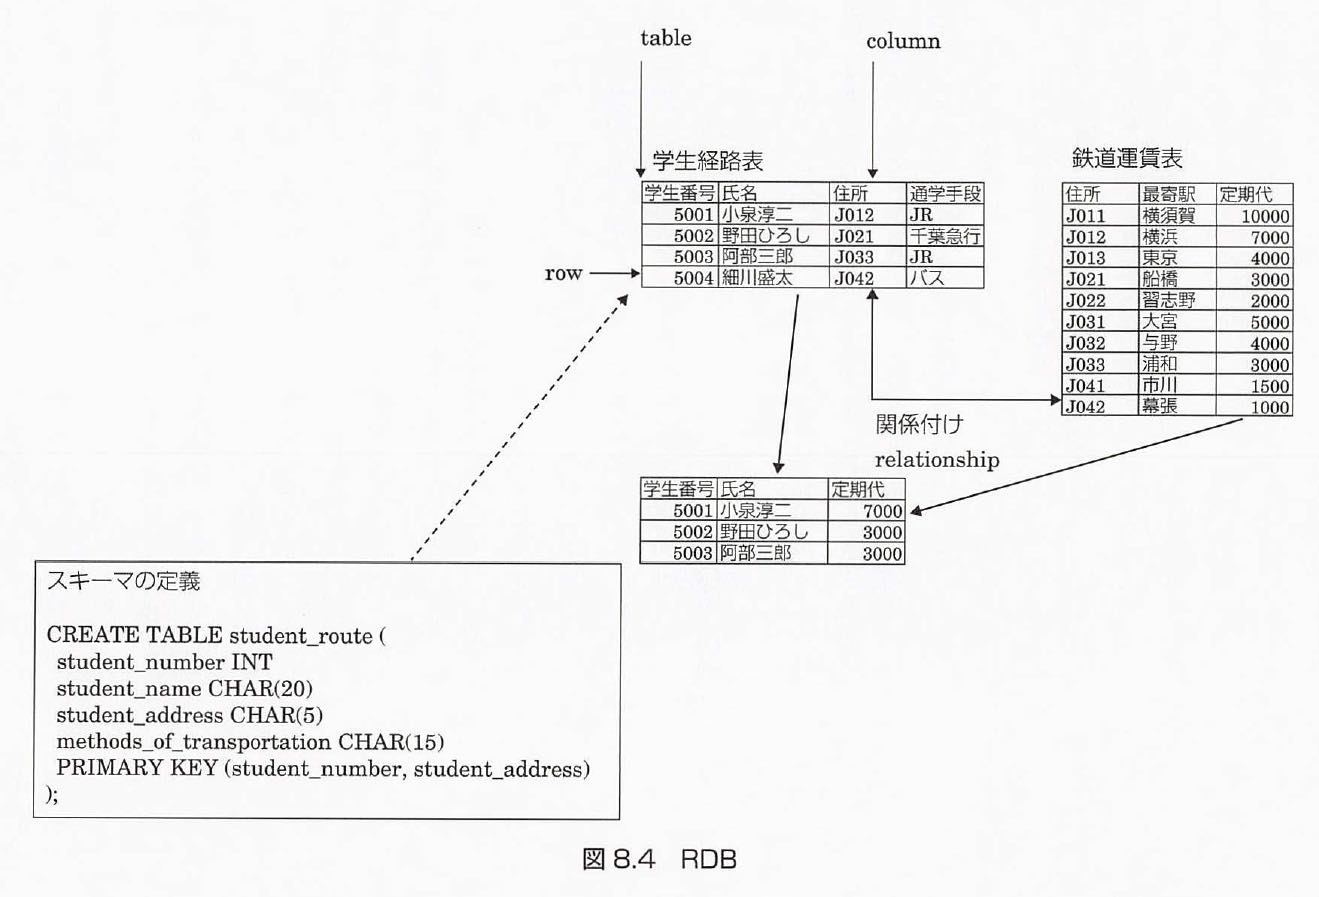 table
column
学生経路表
学生番号 氏名 住所 通学手段
5001 小泉淳二 J012 JR
5002 野田ひろし J021 千葉急行
5003 阿部三郎 J033 JR
5004 細川盛太 J042 バス
row
鉄道運賃表
住所 最寄駅 定期代
J011 横須賀 10000
J012 横浜 7000
J013 東京 4000
J021 船橋 3000
J022 習志野 2000
J031 大宮 5000
J032 与野 4000
J033 浦和 3000
J041 市川 1500
J042 幕張 1000
関係付け
relationship
学生番号 氏名 定期代
5001 小泉淳二 7000
5002 野田ひろし 3000
5003 阿部三郎 3000
スキーマの定義
CREATE TABLE student_route (
student_number INT
student_name CHAR(20)
student_address CHAR(5)
methods_of_transportation CHAR(15)
PRIMARY KEY (student_number, student_address)
);
図 8.4 RDB